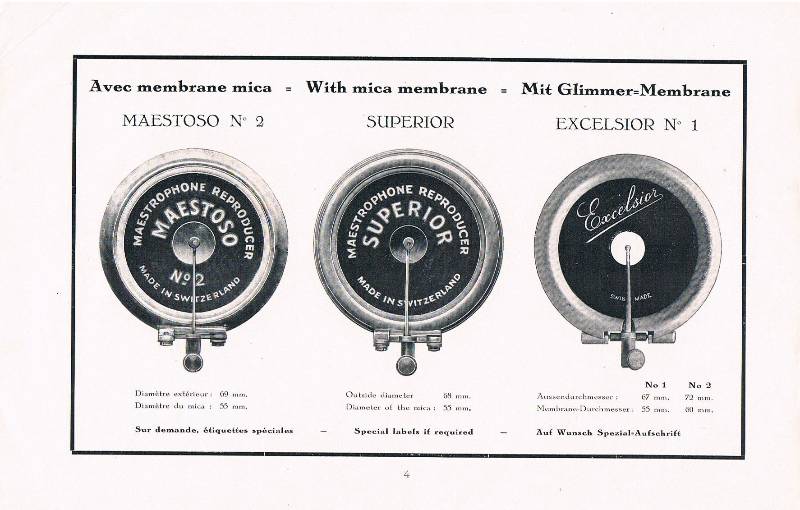 Avec membrane mica = With mica membrane = Mit Glimmer=Membrane
MAESTOSO No 2
SUPERIOR
EXCELSIOR No 1
MAESTROPHONE REPRODUCER
MAESTOSO
No 2
MADE IN SWITZERLAND
MAESTROPHONE REPRODUCER
SUPERIOR
MADE IN SWITZERLAND
Excelsior
SWISS MADE
Diamètre extérieur : 69 mm.
Diamètre du mica : 55 mm.
Outside diameter 68 mm.
Diameter of the mica : 55 mm.
No 1 No 2
Aussendurchmesser : 67 mm. 72 mm.
Membrane-Durchmesser : 55 mm. 60 mm.
Sur demande, étiquettes spéciales – Special labels if required – Auf Wunsch Spezial=Aufschrift
4